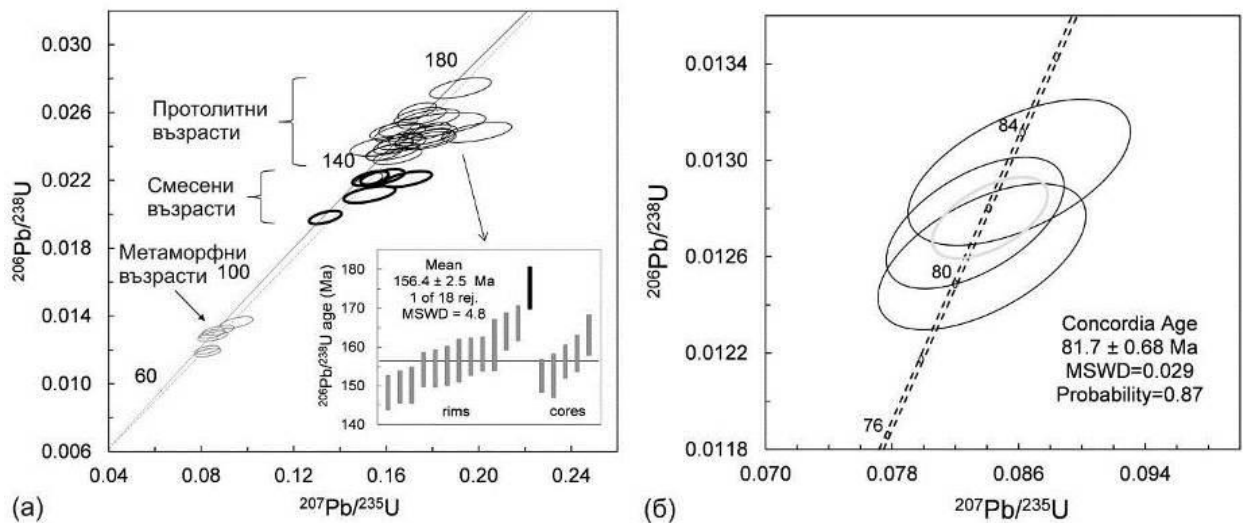 0.030
0.026
0.022
0.018
0.014
0.010
0.006
²⁰⁶Pb/²³⁸U
180
Протолитни
възрасти
140
Смесени
възрасти
Метаморфни
възрасти
100
60
180
170
160
150
140
²⁰⁶Pb/²³⁸U age (Ma)
Mean
156.4 ± 2.5 Ma
1 of 18 rej.
MSWD = 4.8
rims
cores
0.04
0.08
0.12
0.16
0.20
0.24
(а)
²⁰⁷Pb/²³⁵U
0.0134
0.0130
0.0126
0.0122
0.0118
²⁰⁶Pb/²³⁸U
84
80
76
Concordia Age
81.7 ± 0.68 Ma
MSWD=0.029
Probability=0.87
0.070
0.078
0.086
0.094
(б)
²⁰⁷Pb/²³⁵U